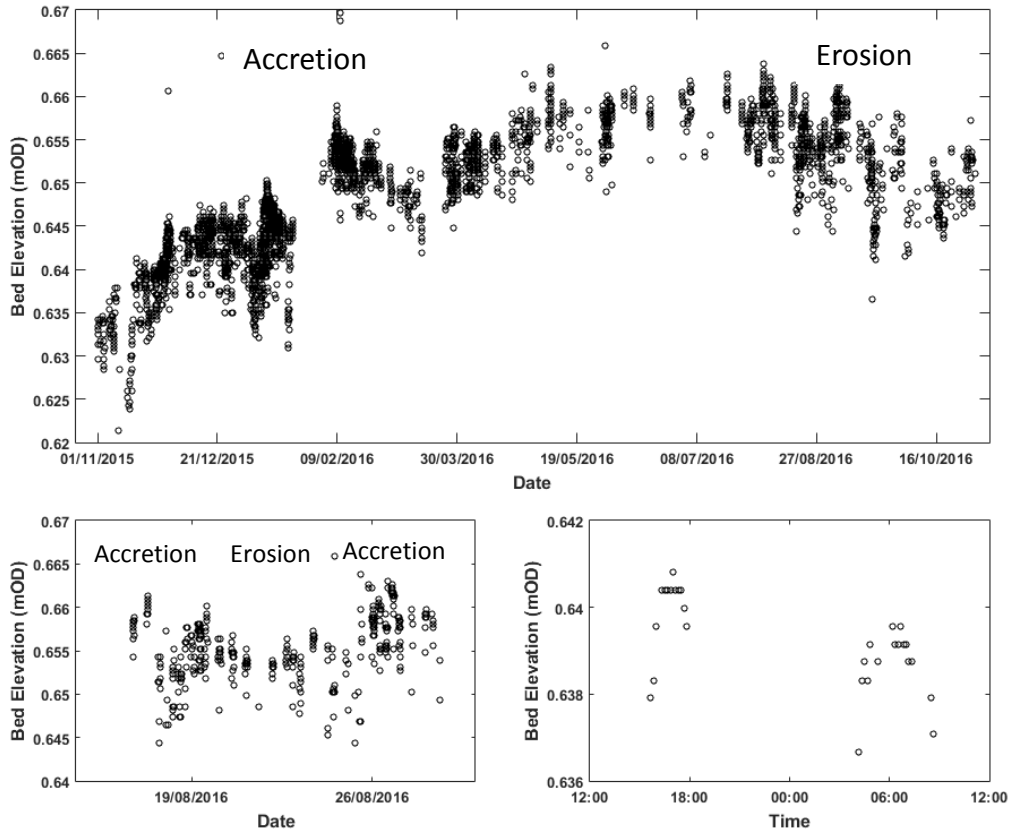 0.67
0.665
0.66
0.655
0.65
0.645
0.64
0.635
0.63
0.625
0.62
Bed Elevation (mOD)
Accretion
Erosion
01/11/2015 21/12/2015 09/02/2016 30/03/2016 19/05/2016 08/07/2016 27/08/2016 16/10/2016
Date
0.67
0.66
0.655
0.65
0.64
Bed Elevation (mOD)
Accretion Erosion Accretion
19/08/2016 26/08/2016
Date
0.642
0.64
0.638
0.636
Bed Elevation (mOD)
12:00 18:00 00:00 06:00 12:00
Time